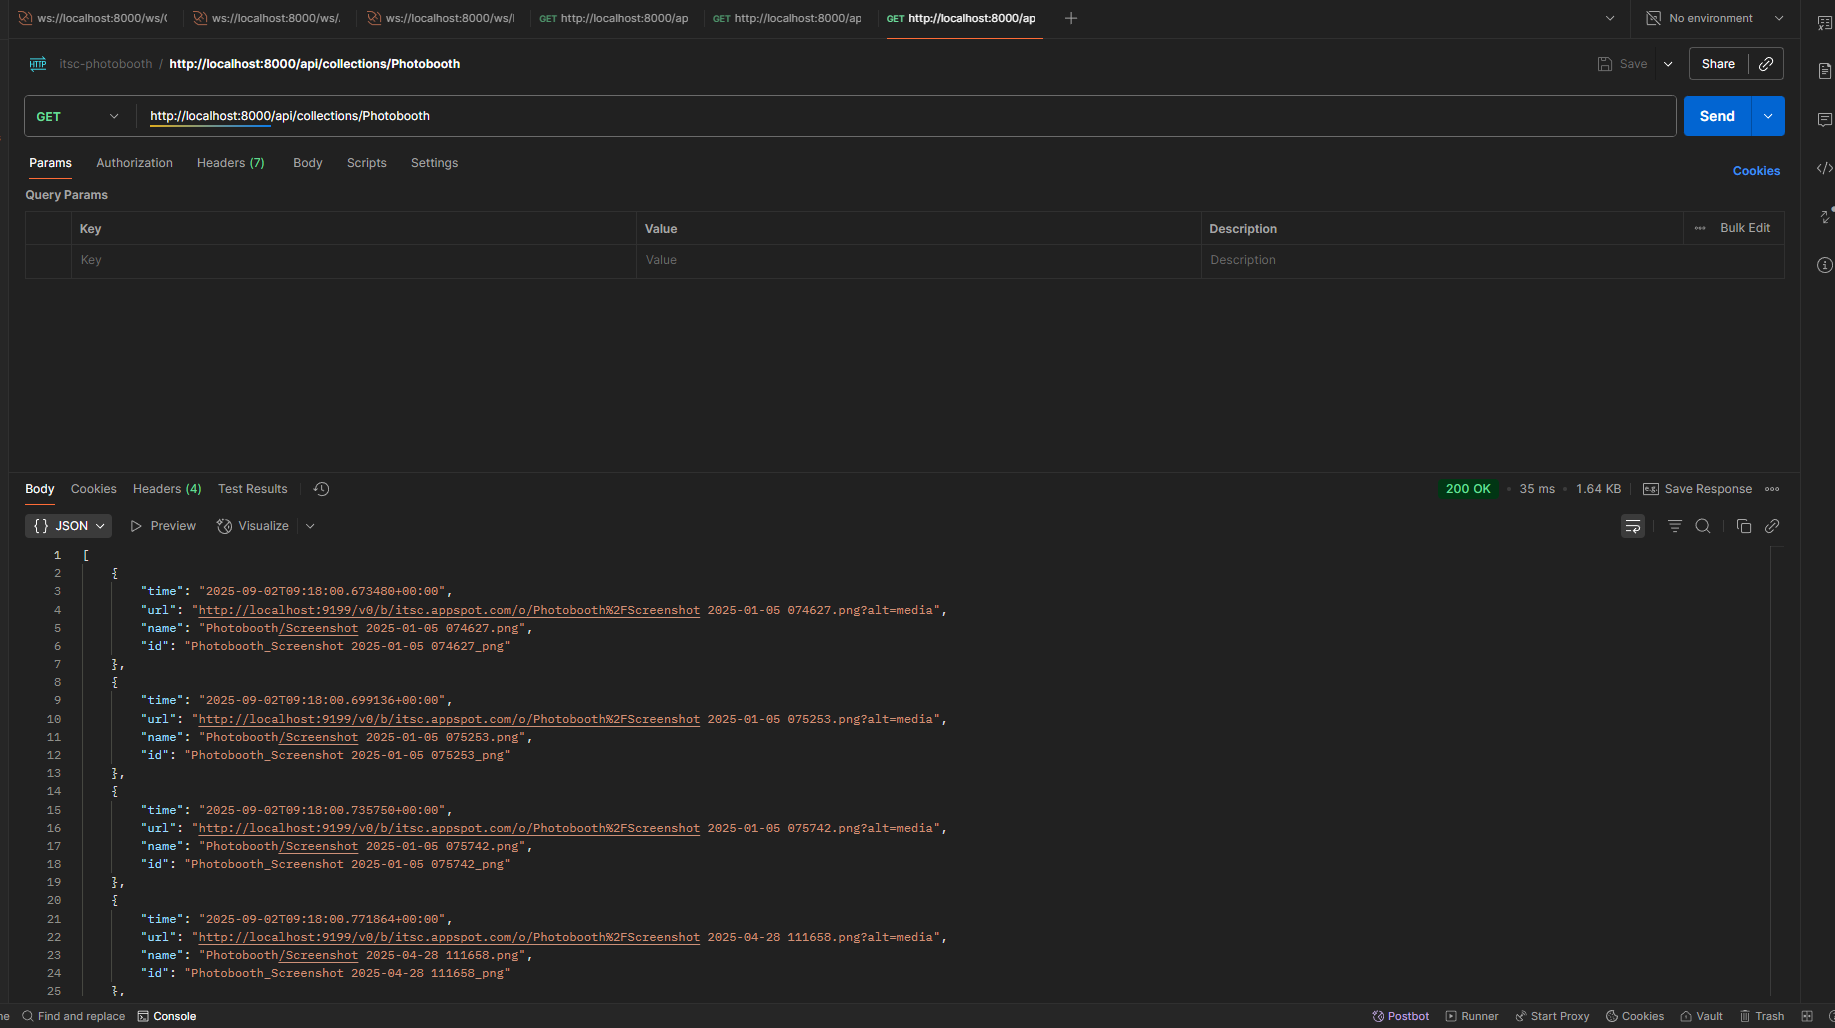 ws://localhost:8000/ws/ ws://localhost:8000/ws/. ws://localhost:8000/ws/ GET http://localhost:8000/ap GET http://localhost:8000/ap GET http://localhost:8000/ap No environment
HTTP itsc-photobooth / http://localhost:8000/api/collections/Photobooth Save Share
GET http://localhost:8000/api/collections/Photobooth Send
Params Authorization Headers (7) Body Scripts Settings Cookies
Query Params
Key Value Description Bulk Edit
Key Value Description
Body Cookies Headers (4) Test Results 200 OK 35 ms 1.64 KB e.g. Save Response
{} JSON Preview Visualize
1 [
2 {
3 "time": "2025-09-02T09:18:00.673480+00:00",
4 "url": "http://localhost:9199/v0/b/itsc.appspot.com/o/Photobooth%2FScreenshot 2025-01-05 074627.png?alt=media",
5 "name": "Photobooth/Screenshot 2025-01-05 074627.png",
6 "id": "Photobooth_Screenshot 2025-01-05 074627_png"
7 },
8 {
9 "time": "2025-09-02T09:18:00.699136+00:00",
10 "url": "http://localhost:9199/v0/b/itsc.appspot.com/o/Photobooth%2FScreenshot 2025-01-05 075253.png?alt=media",
11 "name": "Photobooth/Screenshot 2025-01-05 075253.png",
12 "id": "Photobooth_Screenshot 2025-01-05 075253_png"
13 },
14 {
15 "time": "2025-09-02T09:18:00.735750+00:00",
16 "url": "http://localhost:9199/v0/b/itsc.appspot.com/o/Photobooth%2FScreenshot 2025-01-05 075742.png?alt=media",
17 "name": "Photobooth/Screenshot 2025-01-05 075742.png",
18 "id": "Photobooth_Screenshot 2025-01-05 075742_png"
19 },
20 {
21 "time": "2025-09-02T09:18:00.771864+00:00",
22 "url": "http://localhost:9199/v0/b/itsc.appspot.com/o/Photobooth%2FScreenshot 2025-04-28 111658.png?alt=media",
23 "name": "Photobooth/Screenshot 2025-04-28 111658.png",
24 "id": "Photobooth_Screenshot 2025-04-28 111658_png"
25 },
ne Find and replace Console Postbot Runner Start Proxy Cookies Vault Trash